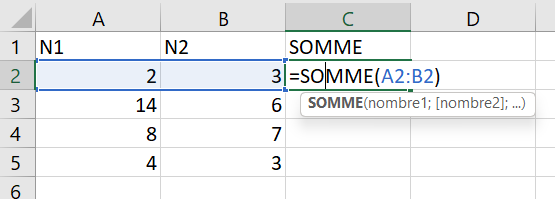 A B C D
1 N1 N2 SOMME
2 2 3 =SOMME(A2:B2)
3 14 6
SOMME(nombre1; [nombre2]; ...)
4 8 7
5 4 3
6